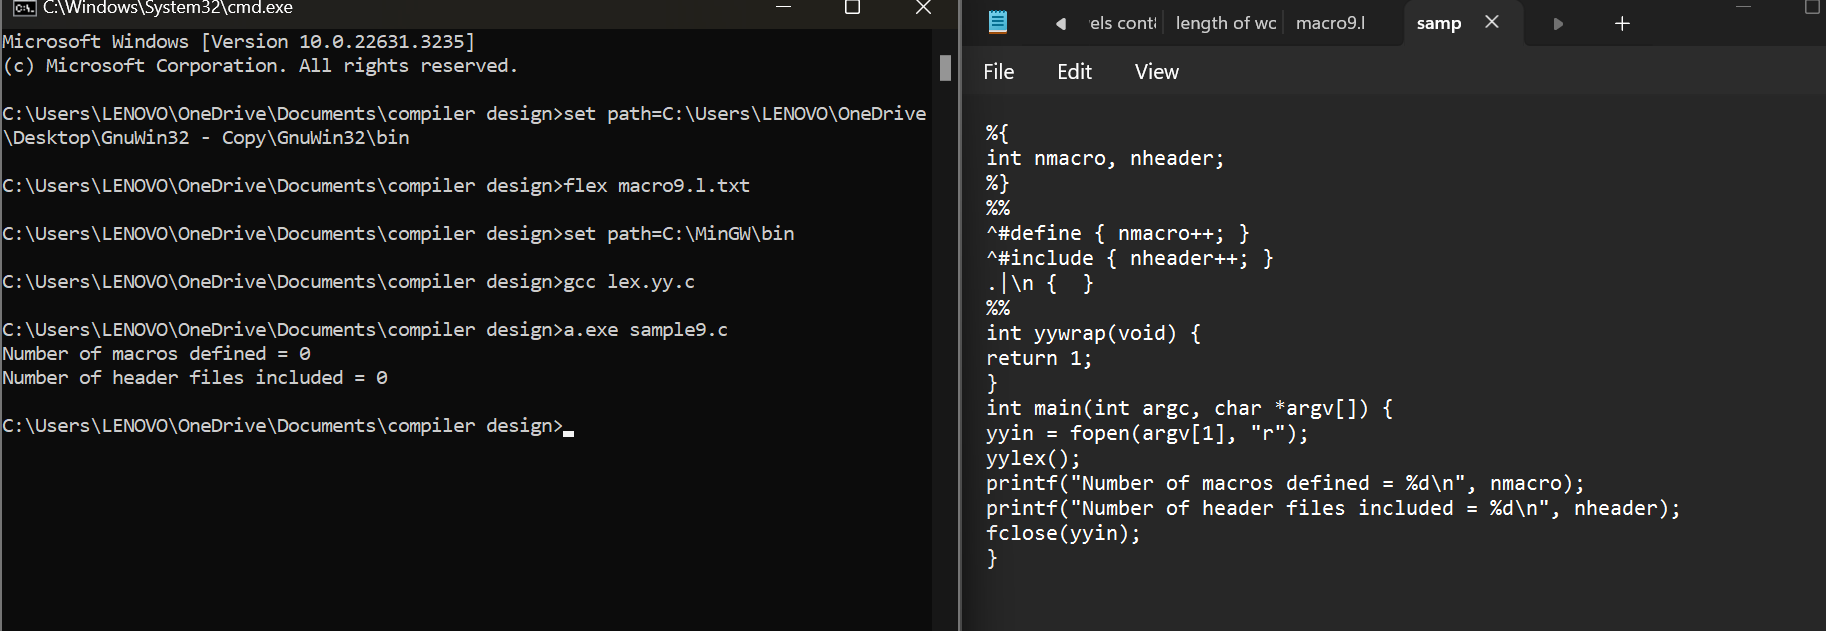 C:\Windows\System32\cmd.exe
Microsoft Windows [Version 10.0.22631.3235]
(c) Microsoft Corporation. All rights reserved.
C:\Users\LENOVO\OneDrive\Documents\compiler design>set path=C:\Users\LENOVO\OneDrive
\Desktop\GnuWin32 - Copy\GnuWin32\bin
C:\Users\LENOVO\OneDrive\Documents\compiler design>flex macro9.l.txt
C:\Users\LENOVO\OneDrive\Documents\compiler design>set path=C:\MinGW\bin
C:\Users\LENOVO\OneDrive\Documents\compiler design>gcc lex.yy.c
C:\Users\LENOVO\OneDrive\Documents\compiler design>a.exe sample9.c
Number of macros defined = 0
Number of header files included = 0
C:\Users\LENOVO\OneDrive\Documents\compiler design>
els cont length of wc macro9.l samp
File Edit View
%{
int nmacro, nheader;
%}
%%
^#define { nmacro++; }
^#include { nheader++; }
.|\n {  }
%%
int yywrap(void) {
return 1;
}
int main(int argc, char *argv[]) {
yyin = fopen(argv[1], "r");
yylex();
printf("Number of macros defined = %d\n", nmacro);
printf("Number of header files included = %d\n", nheader);
fclose(yyin);
}